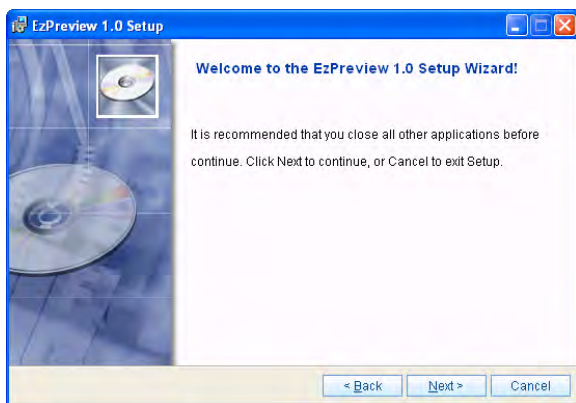 EzPreview 1.0 Setup
Welcome to the EzPreview 1.0 Setup Wizard!
It is recommended that you close all other applications before
continue. Click Next to continue, or Cancel to exit Setup.
< Back Next > Cancel